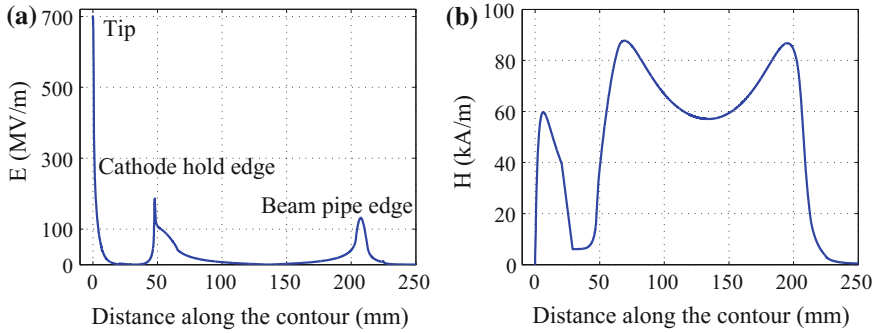 (a)
700
500
300
100
0
E (MV/m)
Tip
Cathode hold edge
Beam pipe edge
0 50 100 150 200 250
Distance along the contour (mm)
(b)
100
80
60
40
20
0
H (kA/m)
0 50 100 150 200 250
Distance along the contour (mm)